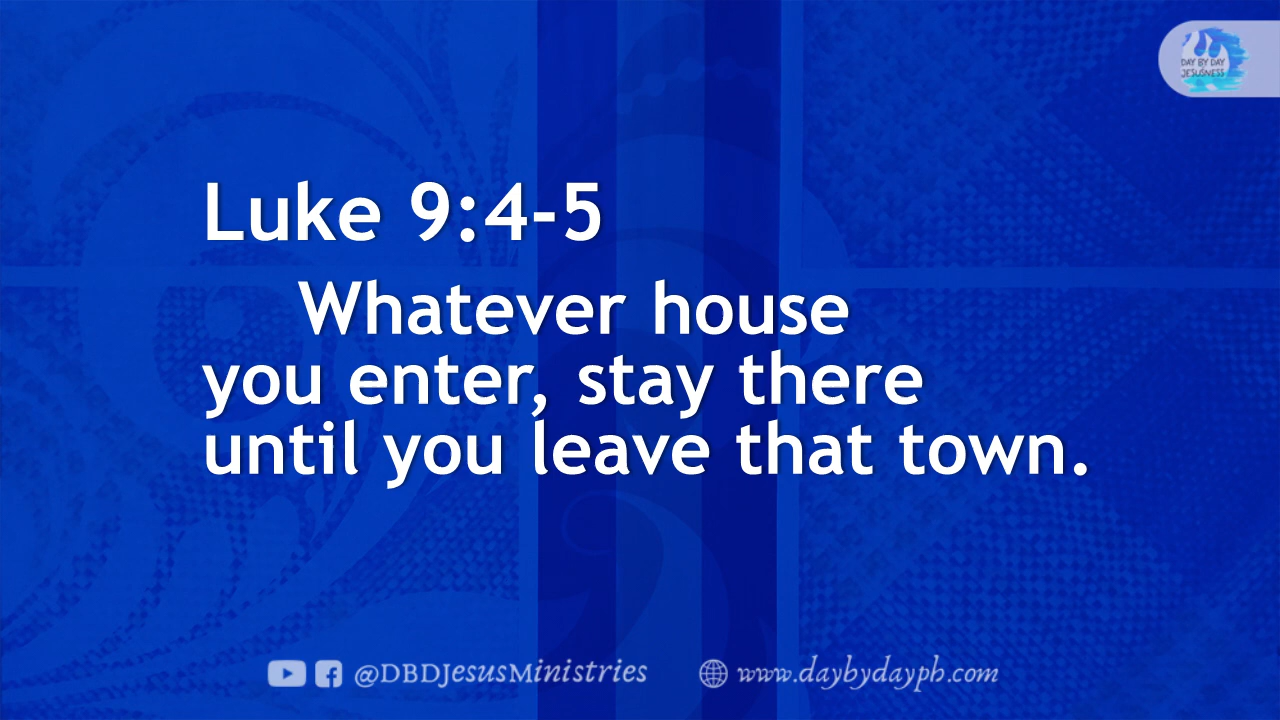 DAY BY DAY
JESUSNESS
Luke 9:4-5
Whatever house
you enter, stay there
until you leave that town.
@DBDJesusMinistries
www.daybydayph.com